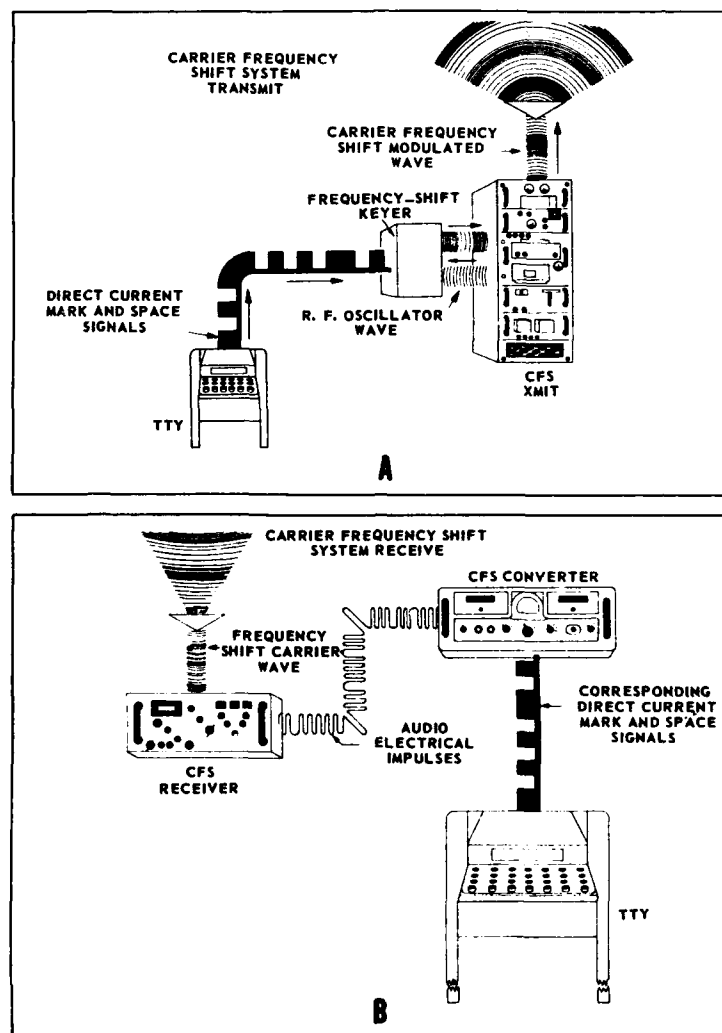 CARRIER FREQUENCY
SHIFT SYSTEM
TRANSMIT
CARRIER FREQUENCY
SHIFT MODULATED
WAVE
FREQUENCY-SHIFT
KEYER
DIRECT CURRENT
MARK AND SPACE
SIGNALS
R. F. OSCILLATOR
WAVE
CFS
XMIT
TTY
A
CARRIER FREQUENCY SHIFT
SYSTEM RECEIVE
CFS CONVERTER
FREQUENCY
SHIFT CARRIER
WAVE
CORRESPONDING
DIRECT CURRENT
MARK AND SPACE
SIGNALS
AUDIO
ELECTRICAL
IMPULSES
CFS
RECEIVER
TTY
B